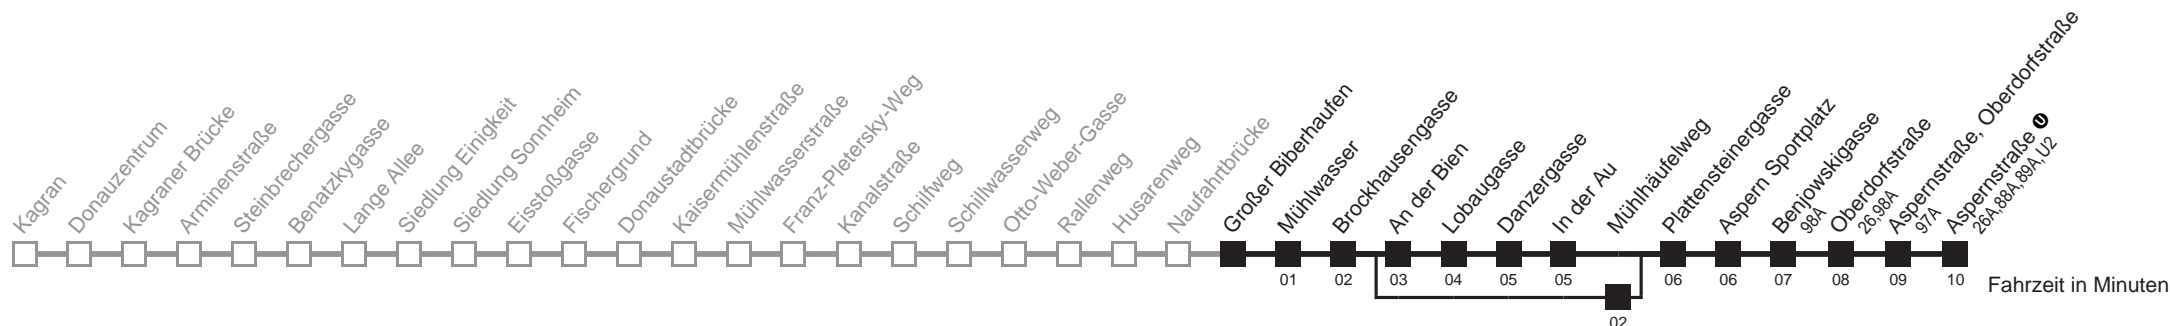 Kagran
Donauzentrum
Kagraner Brücke
Arminenstraße
Steinbrechergasse
Benatzkygasse
Lange Allee
Siedlung Einigkeit
Siedlung Sonnheim
Eisstoßgasse
Fischergrund
Donaustadtbrücke
Kaisermühlenstraße
Mühlwasserstraße
Franz-Pletersky-Weg
Kanalstraße
Schilfweg
Schillwasserweg
Otto-Weber-Gasse
Rallenweg
Husarenweg
Naufahrtbrücke
Großer Biberhaufen
Mühlwasser
01
Brockhausengasse
02
An der Bien
03
Lobaugasse
04
Danzergasse
05
In der Au
05
Mühlhäufelweg
02
Plattensteinergasse
06
Aspern Sportplatz
06
Benjowskigasse
98A
07
Oberdorfstraße
26,98A
08
Aspernstraße, Oberdorfstraße
97A
09
Aspernstraße U
26A,88A,89A,U2
10
Fahrzeit in Minuten